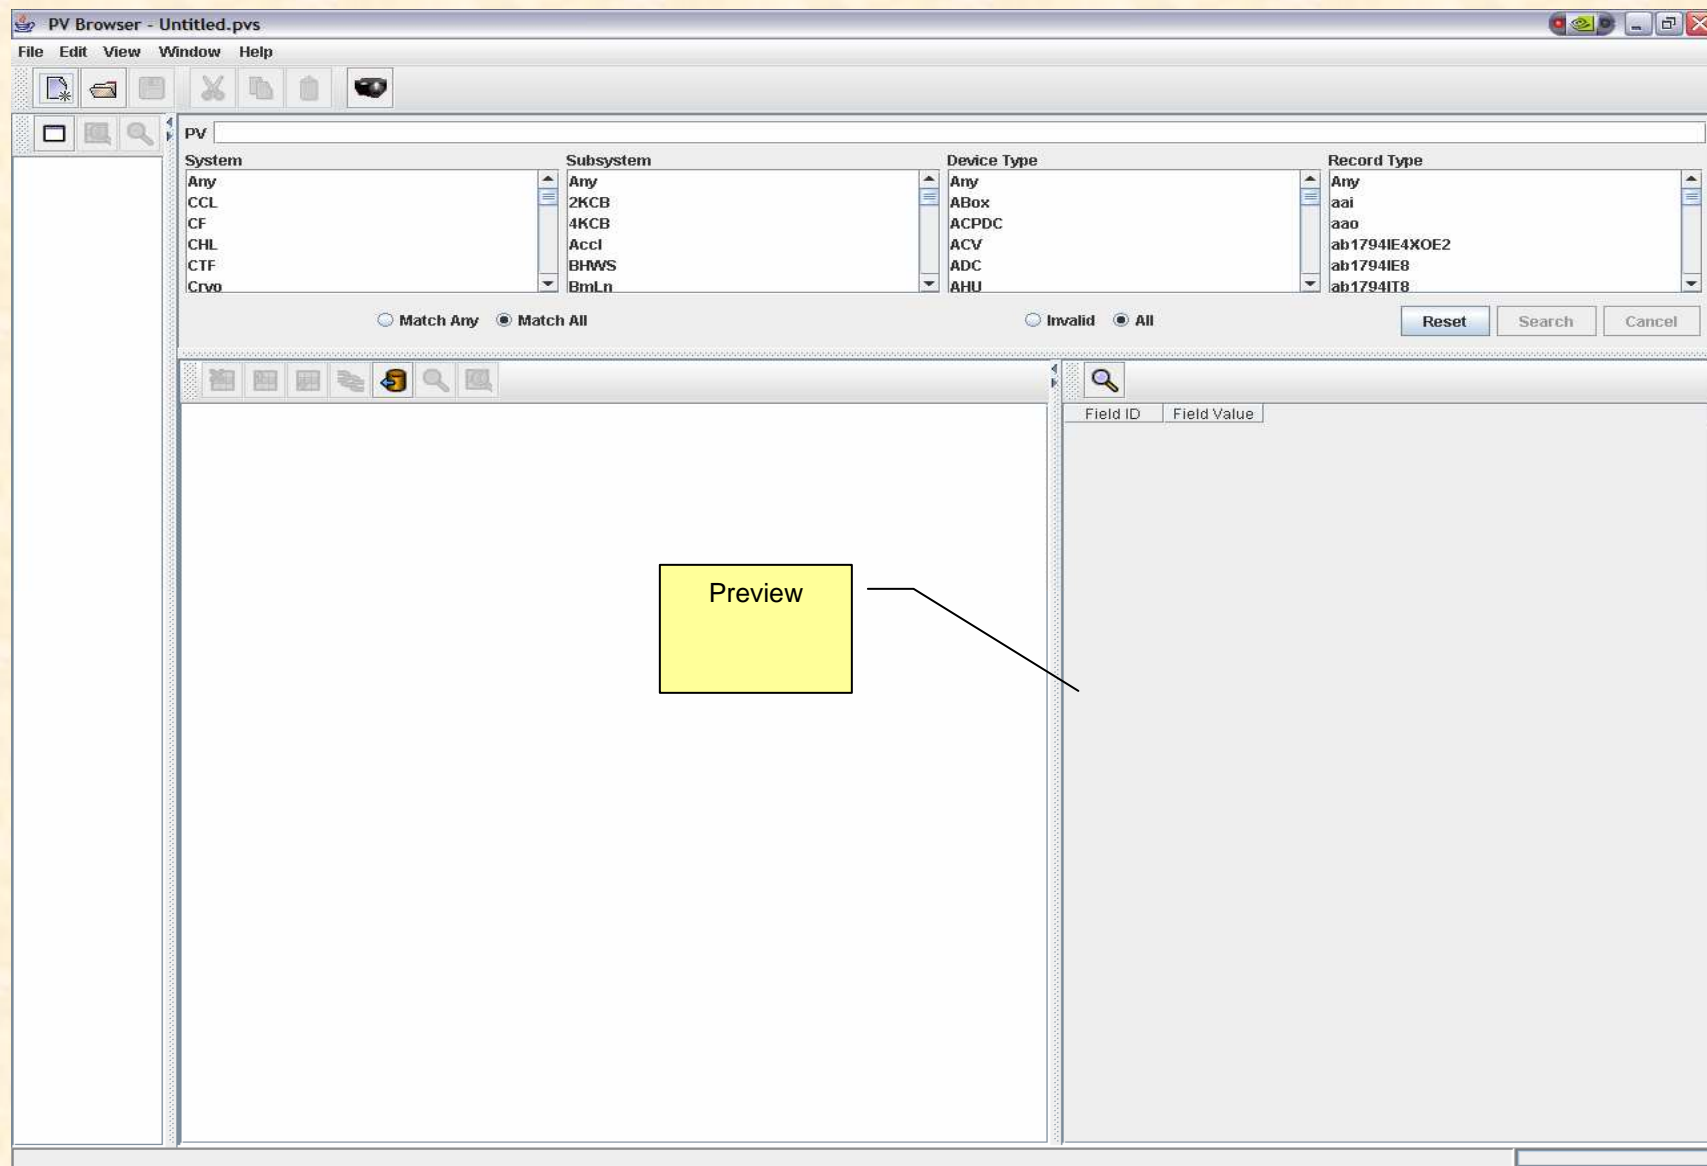 PV Browser - Untitled.pvs
File Edit View Window Help
PV
System Subsystem Device Type Record Type
Any Any Any Any
CCL 2KCB ABox aai
CF 4KCB ACPDC aao
CHL Accl ACV ab1794IE4XOE2
CTF BHWS ADC ab1794IE8
Cryo BmLn AHU ab1794IT8
Match Any Match All Invalid All Reset Search Cancel
Field ID Field Value
Preview